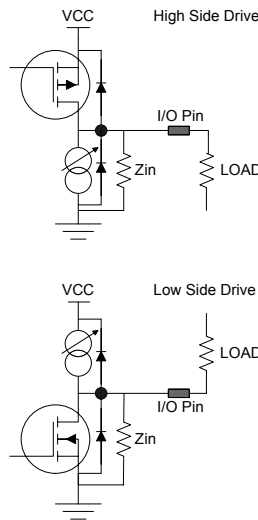 VCC
High Side Drive
I/O Pin
Zin
LOAD
VCC
Low Side Drive
LOAD
I/O Pin
Zin